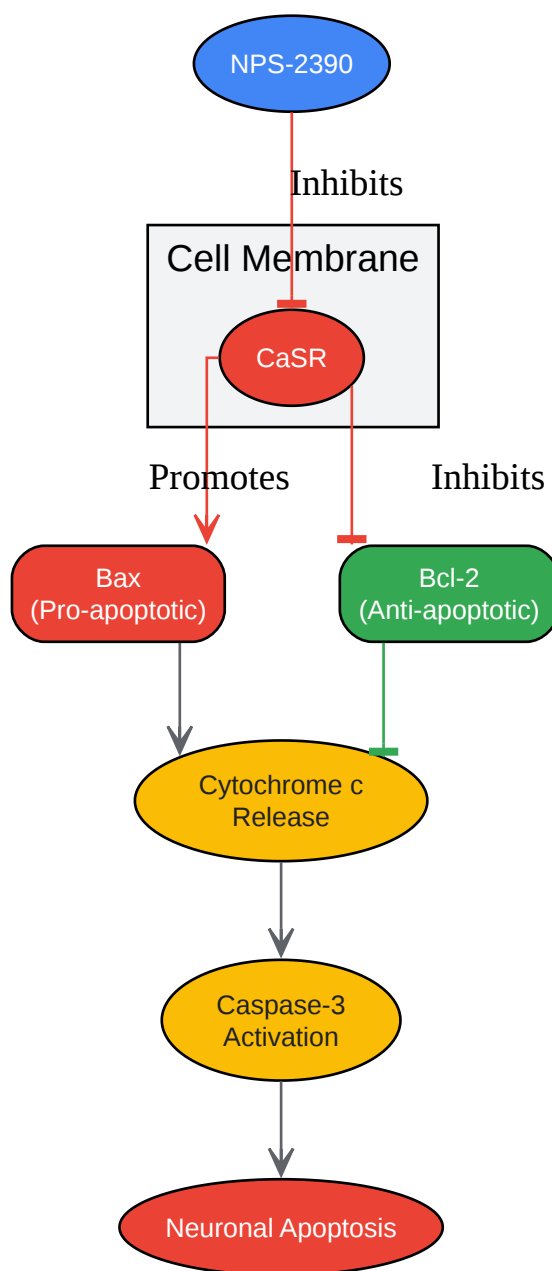 NPS-2390
Inhibits
Cell Membrane
CaSR
Promotes
Inhibits
Bax
(Pro-apoptotic)
Bcl-2
(Anti-apoptotic)
Cytochrome c
Release
Caspase-3
Activation
Neuronal Apoptosis